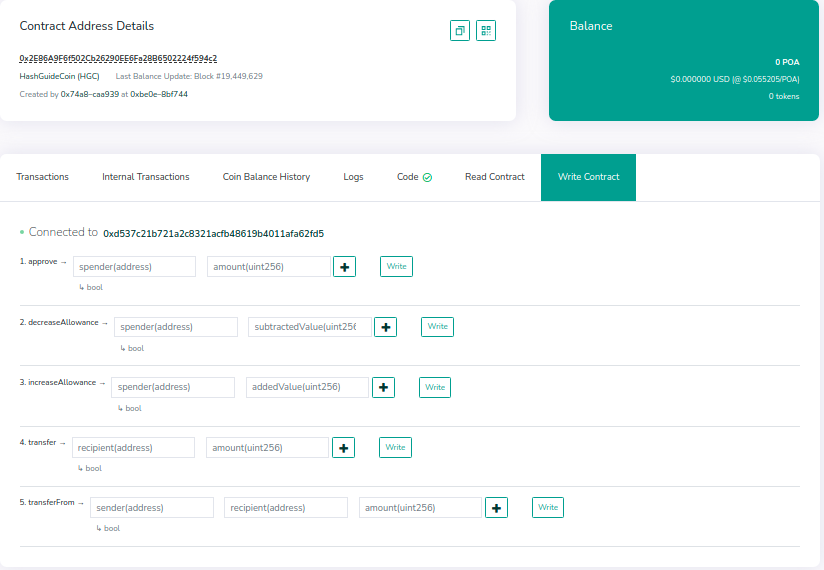 Contract Address Details
0x2E86A9F6f502Cb26290EE6Fa28B6502224f594c2
HashGuideCoin (HGC) Last Balance Update: Block #19,449,629
Created by 0x74a8–caa939 at 0xbe0e–8bf744
Balance
0 POA
$0.000000 USD (@ $0.055205/POA)
0 tokens
Transactions Internal Transactions Coin Balance History Logs Code Read Contract Write Contract
Connected to 0xd537c21b721a2c8321acfb48619b4011afa62fd5
1. approve → spender(address) amount(uint256) + Write
↳ bool
2. decreaseAllowance → spender(address) subtractedValue(uint256 + Write
↳ bool
3. increaseAllowance → spender(address) addedValue(uint256) + Write
↳ bool
4. transfer → recipient(address) amount(uint256) + Write
↳ bool
5. transferFrom → sender(address) recipient(address) amount(uint256) + Write
↳ bool